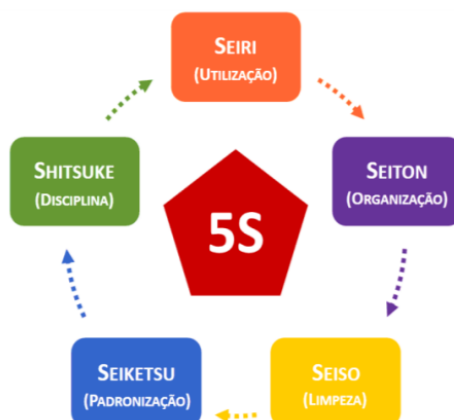 SEIRI
(UTILIZAÇÃO)
SEITON
(ORGANIZAÇÃO)
SEISO
(LIMPEZA)
SEIKETSU
(PADRONIZAÇÃO)
SHITSUKE
(DISCIPLINA)
5S